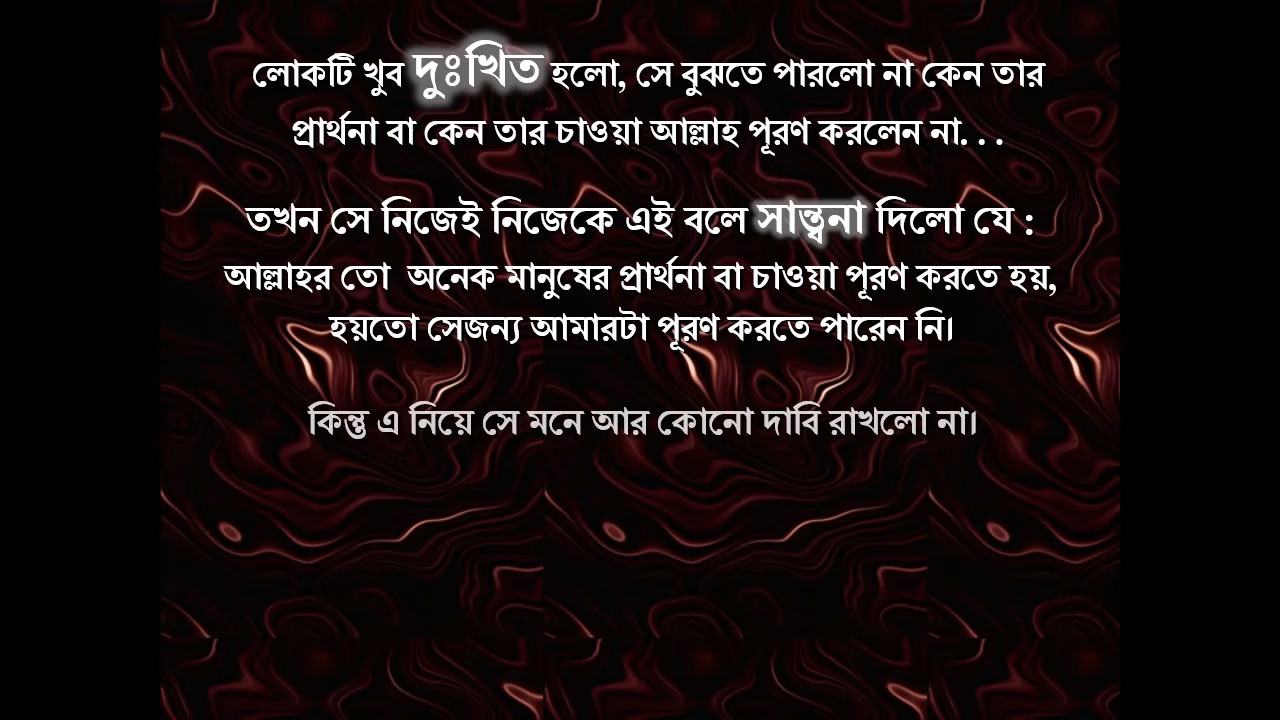 লোকটি খুব দুঃখিত হলো, সে বুঝতে পারলো না কেন তার
প্রার্থনা বা কেন তার চাওয়া আল্লাহ পূরণ করলেন না. . .
তখন সে নিজেই নিজেকে এই বলে সান্ত্বনা দিলো যে :
আল্লাহর তো অনেক মানুষের প্রার্থনা বা চাওয়া পূরণ করতে হয়,
হয়তো সেজন্য আমারটা পূরণ করতে পারেন নি।
কিন্তু এ নিয়ে সে মনে আর কোনো দাবি রাখলো না।